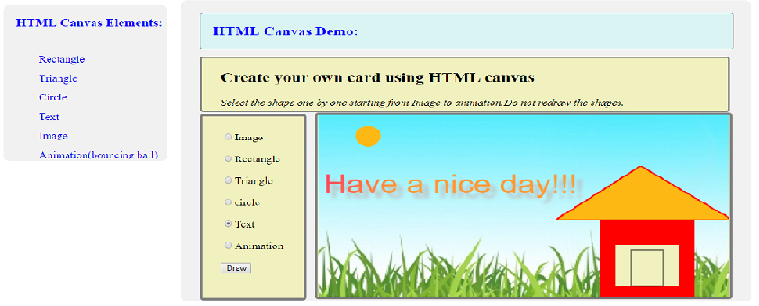 HTML Canvas Elements:
Rectangle
Triangle
Circle
Text
Image
Animation(bouncing ball)
HTML Canvas Demo:
Create your own card using HTML canvas
Select the shape one by one starting from Image to animation.Do not redraw the shapes.
Image
Rectangle
Triangle
circle
Text
Animation
Draw
Have a nice day!!!